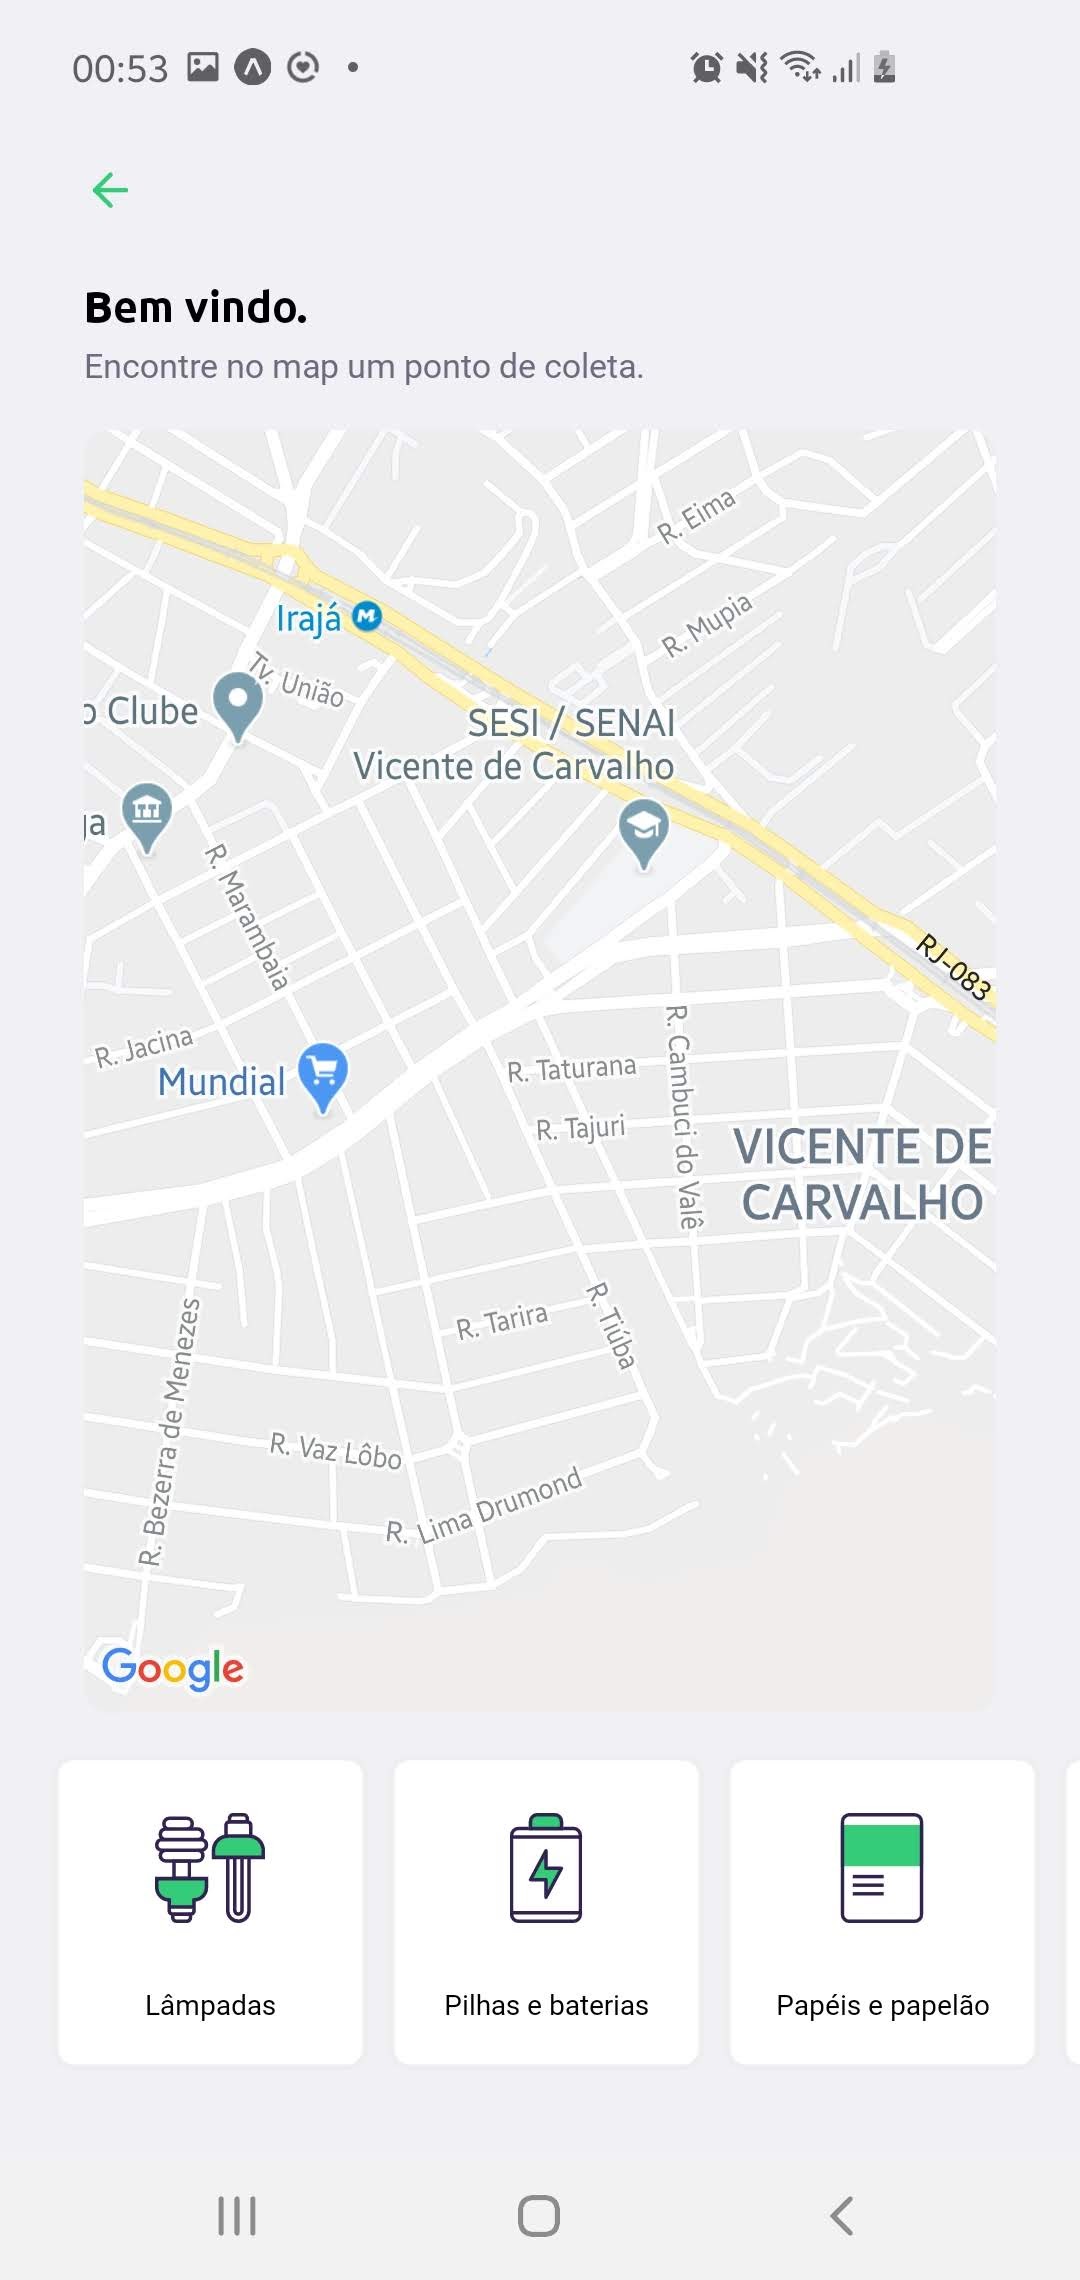 00:53
Bem vindo.
Encontre no map um ponto de coleta.
R. Eima
Irajá
R. Mupia
Tv. União
o Clube
SESI / SENAI
Vicente de Carvalho
ga
R. Marambaia
RJ-083
R. Jacina
Mundial
R. Taturana
R. Cambuci do Valê
R. Tajuri
VICENTE DE
CARVALHO
R. Tarira
R. Tiúba
R. Bezerra de Menezes
R. Vaz Lôbo
R. Lima Drumond
Google
Lâmpadas
Pilhas e baterias
Papéis e papelão